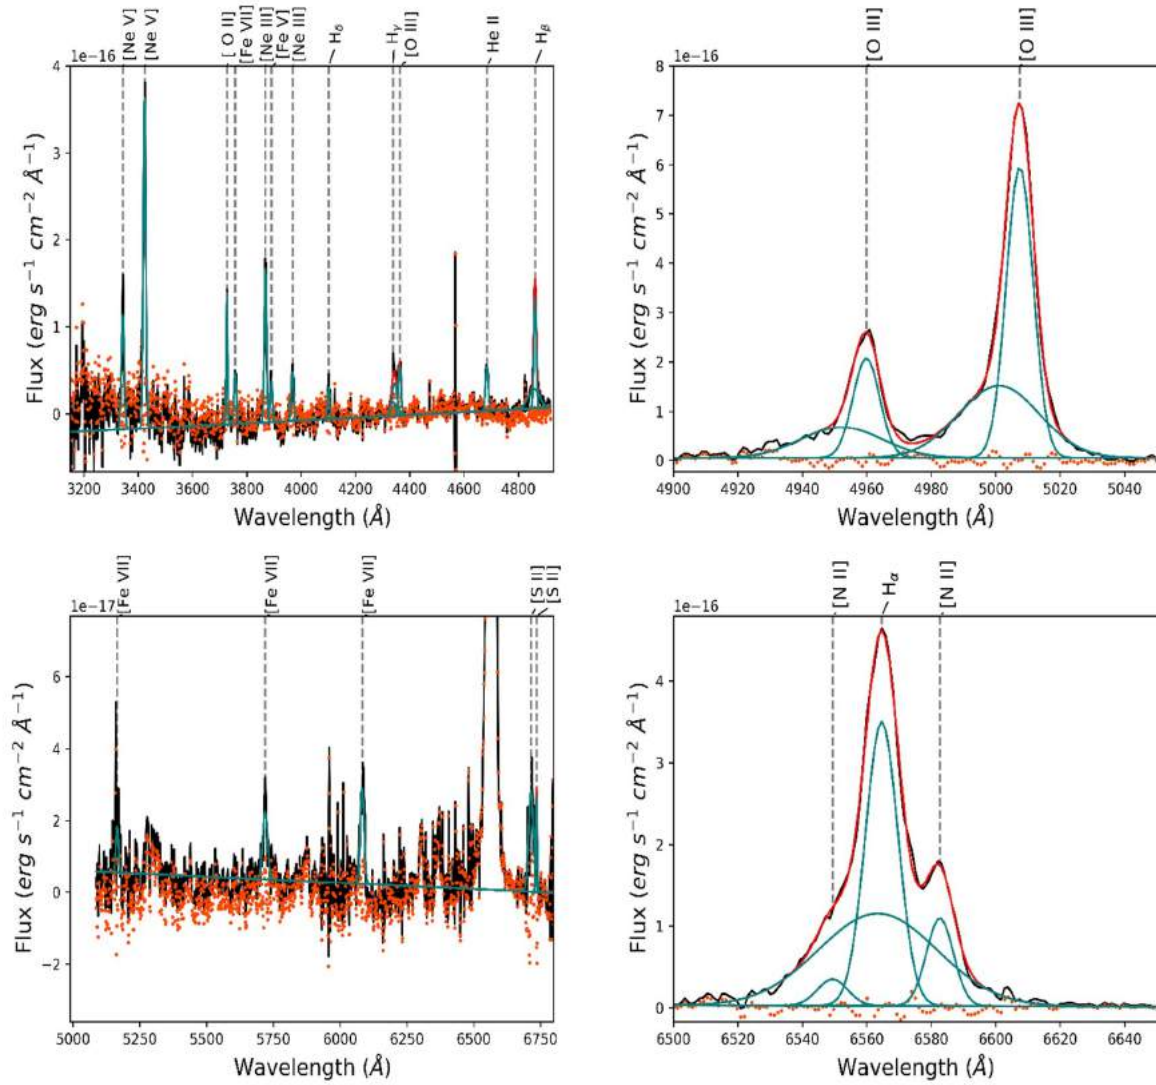 [Ne V]
[Ne V]
[ O II]
[Fe VII]
[Ne III]
[Fe V]
[Ne III]
Hδ
Hγ
[O III]
He II
Hβ
1e−16
Flux (erg s−1 cm−2 Å−1)
4
3
2
1
0
3200 3400 3600 3800 4000 4200 4400 4600 4800
Wavelength (Å)
[O III]
[O III]
1e−16
Flux (erg s−1 cm−2 Å−1)
8
7
6
5
4
3
2
1
0
4900 4920 4940 4960 4980 5000 5020 5040
Wavelength (Å)
[Fe VII]
[Fe VII]
[Fe VII]
[S II]
[S II]
1e−17
Flux (erg s−1 cm−2 Å−1)
6
4
2
0
−2
5000 5250 5500 5750 6000 6250 6500 6750
Wavelength (Å)
[N II]
Hα
[N II]
1e−16
Flux (erg s−1 cm−2 Å−1)
4
3
2
1
0
6500 6520 6540 6560 6580 6600 6620 6640
Wavelength (Å)